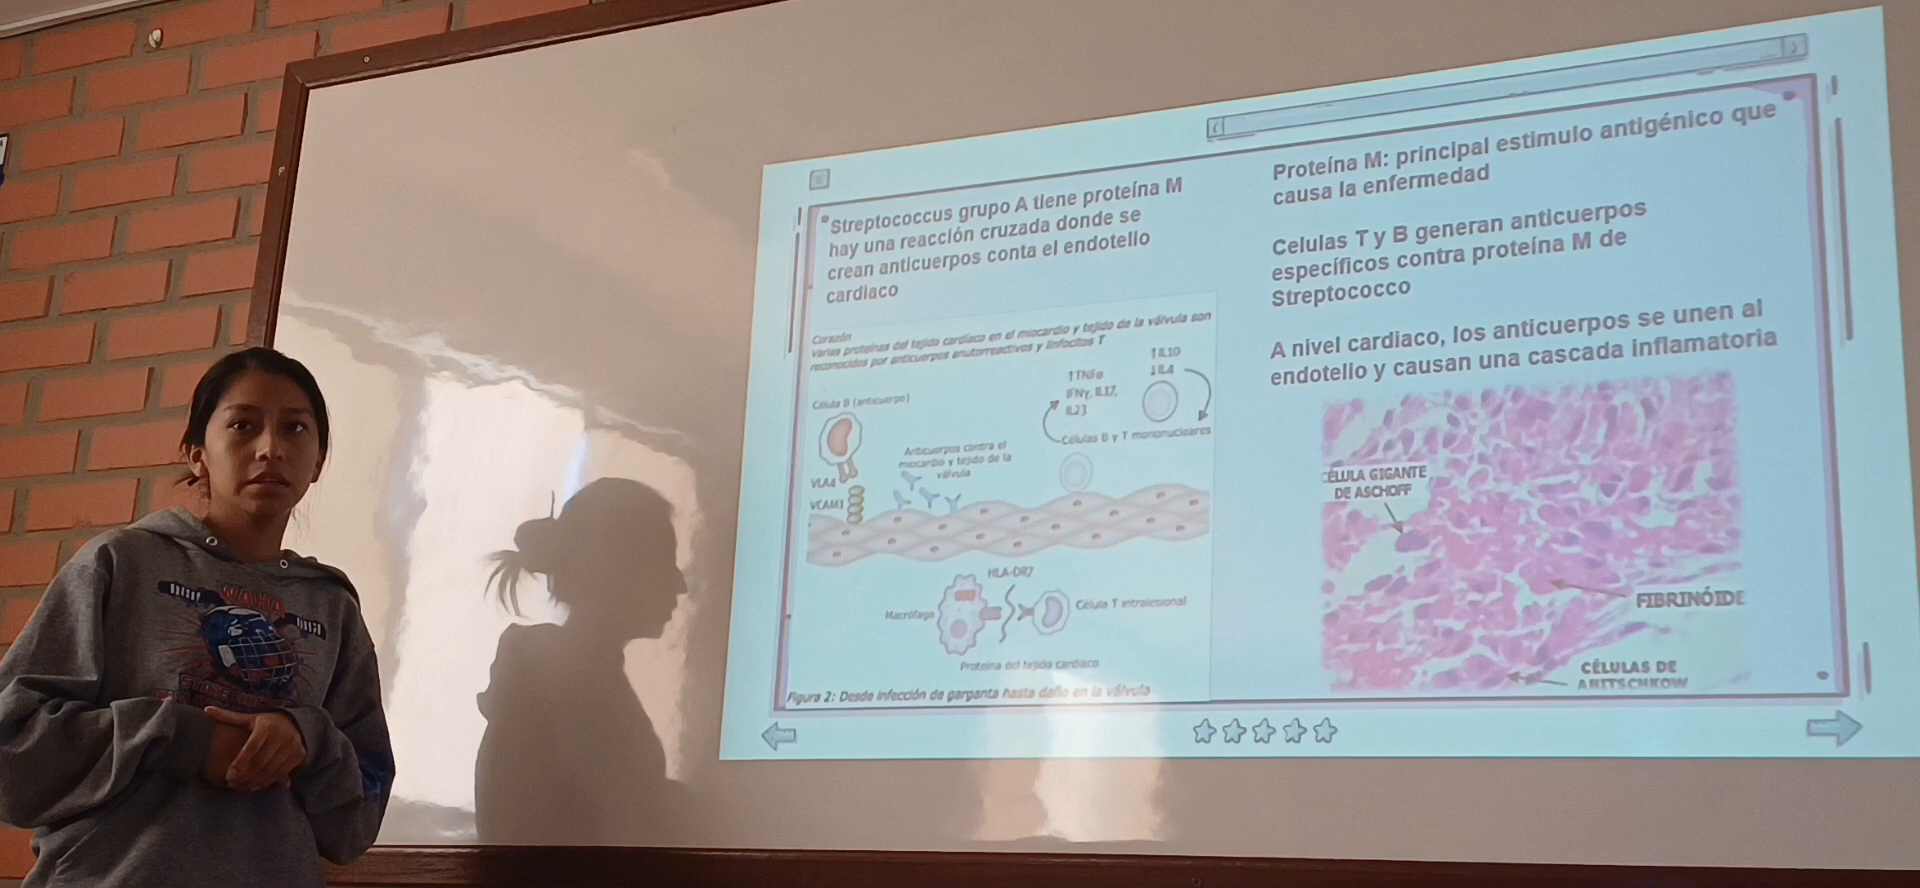 Streptococcus grupo A tiene proteína M
hay una reacción cruzada donde se
crean anticuerpos conta el endotelio
cardiaco
Corazón
Varias proteínas del tejido cardíaco en el miocardio y tejido de la válvula son
reconocidos por anticuerpos anutorreactivos y linfocitos T
Célula B (anticuerpo)
VLA4
VCAM1
Anticuerpos contra el
miocardio y tejido de la
válvula
↑TNFα
IFNγ, IL17,
IL23
↑IL10
↓IL4
Células B y T mononucleares
HLA-DR7
Macrófago
Célula T intralesional
Proteína del tejido cardíaco
Figura 2: Desde infección de garganta hasta daño en la válvula
Proteína M: principal estimulo antigénico que
causa la enfermedad
Celulas T y B generan anticuerpos
específicos contra proteína M de
Streptococco
A nivel cardiaco, los anticuerpos se unen al
endotelio y causan una cascada inflamatoria
CÉLULA GIGANTE
DE ASCHOFF
FIBRINÓIDE
CÉLULAS DE
ANITSCHKOW